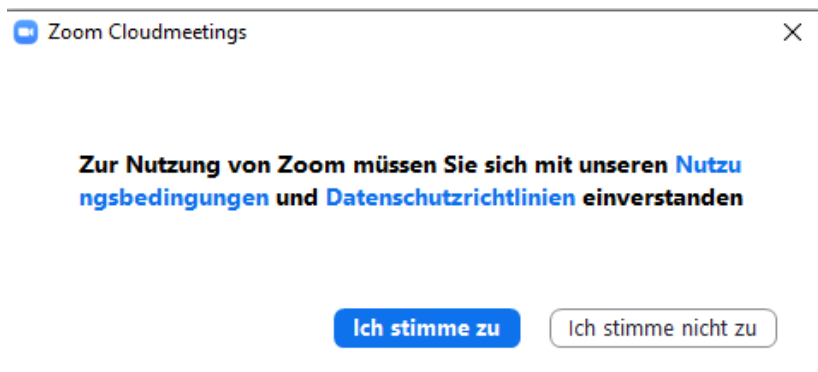 Zoom Cloudmeetings
Zur Nutzung von Zoom müssen Sie sich mit unseren Nutzu
ngsbedingungen und Datenschutzrichtlinien einverstanden
Ich stimme zu
Ich stimme nicht zu